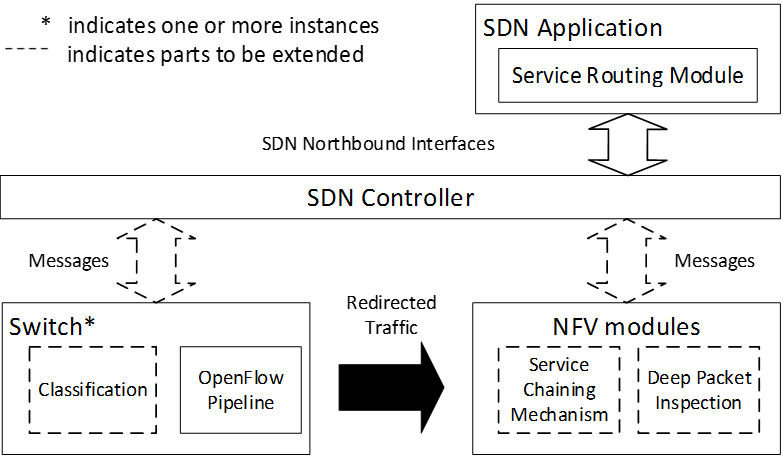 * indicates one or more instances
---- indicates parts to be extended
SDN Application
Service Routing Module
SDN Northbound Interfaces
SDN Controller
Messages
Messages
Redirected
Traffic
Switch*
Classification
OpenFlow
Pipeline
NFV modules
Service
Chaining
Mechanism
Deep Packet
Inspection